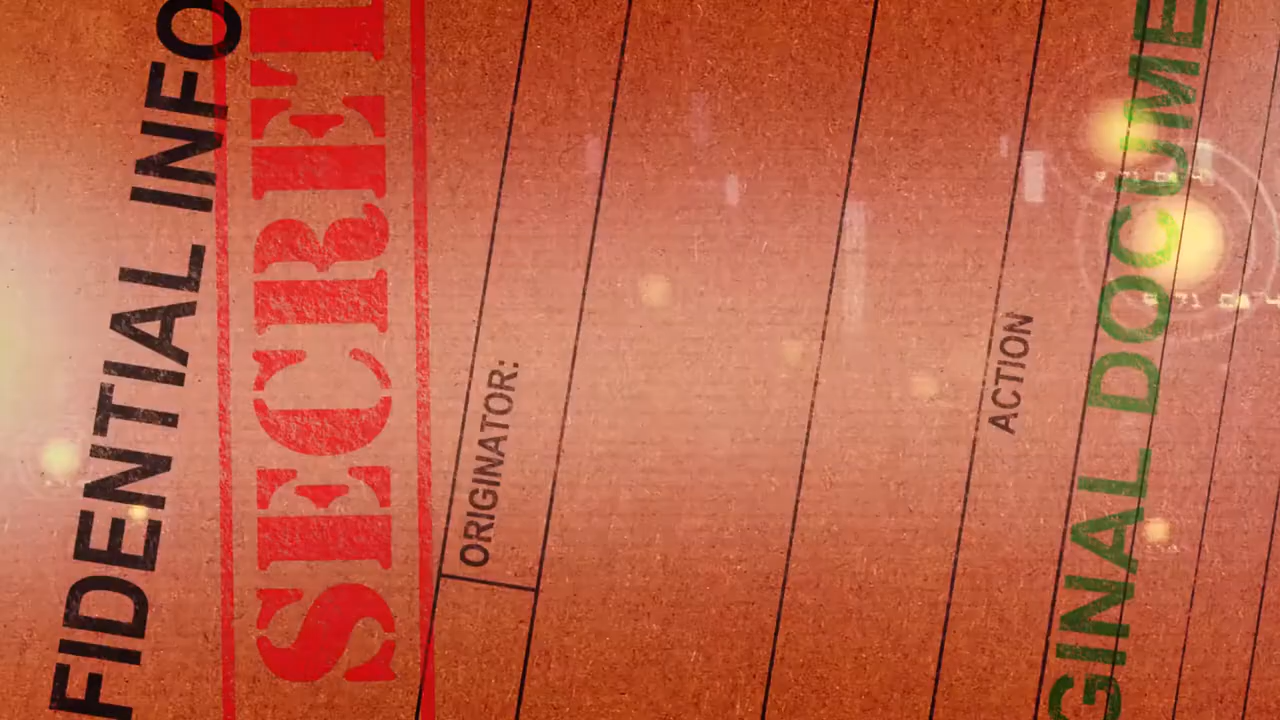 FIDENTIAL INFO
SECRET
ORIGINATOR:
ACTION
GINAL DOCUME